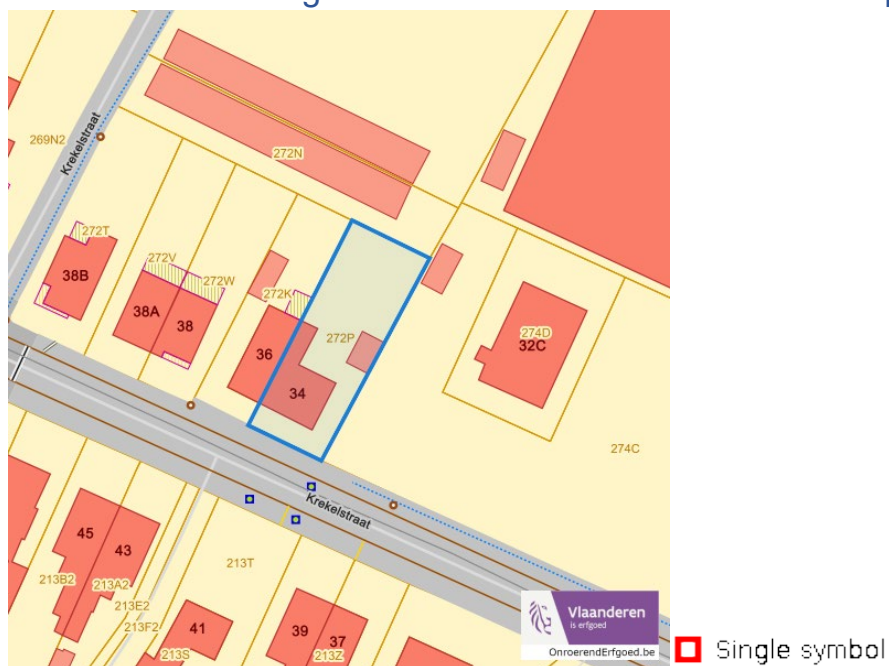 Krekelstraat
269N2
272N
272T
38B
272V
272W
38A
38
272K
36
34
272P
274D
32C
274C
Krekelstraat
45
43
213B2
213A2
213E2
213F2
213T
41
213S
39
37
213Z
Vlaanderen
is erfgoed
OnroerendErfgoed.be
Single symbol